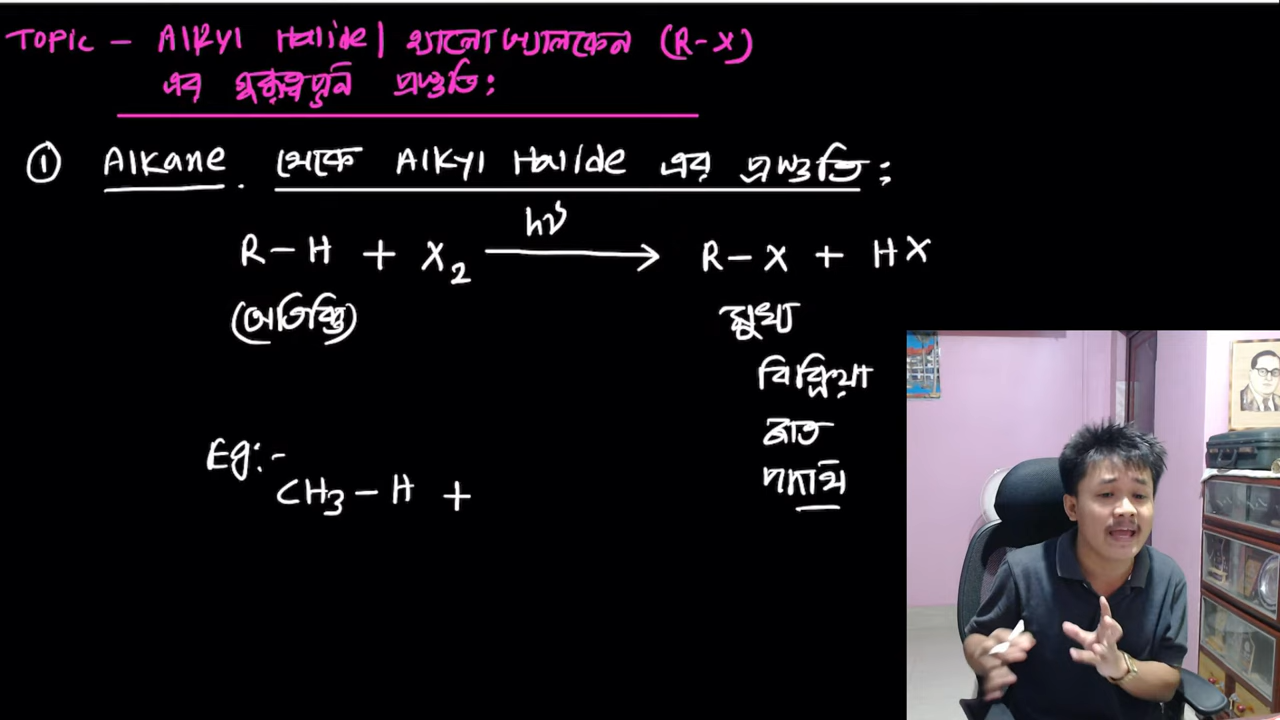 TOPIC - Alkyl Halide | হ্যালো অ্যালকেন (R-X)
এর গুরুত্বপূর্ণ প্রস্তুতি:
① Alkane থেকে Alkyl Halide এর প্রস্তুতি:
hν
R-H + X₂ → R-X + HX
(অতিরিক্ত) মুখ্য
বিক্রিয়া
জাত
পদার্থ
Eg:-
CH₃-H +